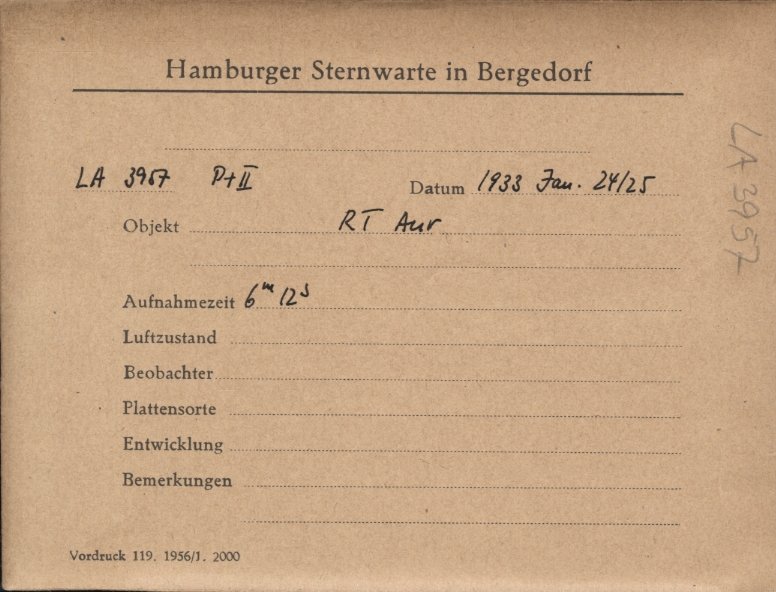 Hamburger Sternwarte in Bergedorf
LA 3957 P+II Datum 1933 Jan. 24/25
Objekt RT Aur
Aufnahmezeit 6m 12s
Luftzustand
Beobachter
Plattensorte
Entwicklung
Bemerkungen
Vordruck 119. 1956/1. 2000
LA 3957